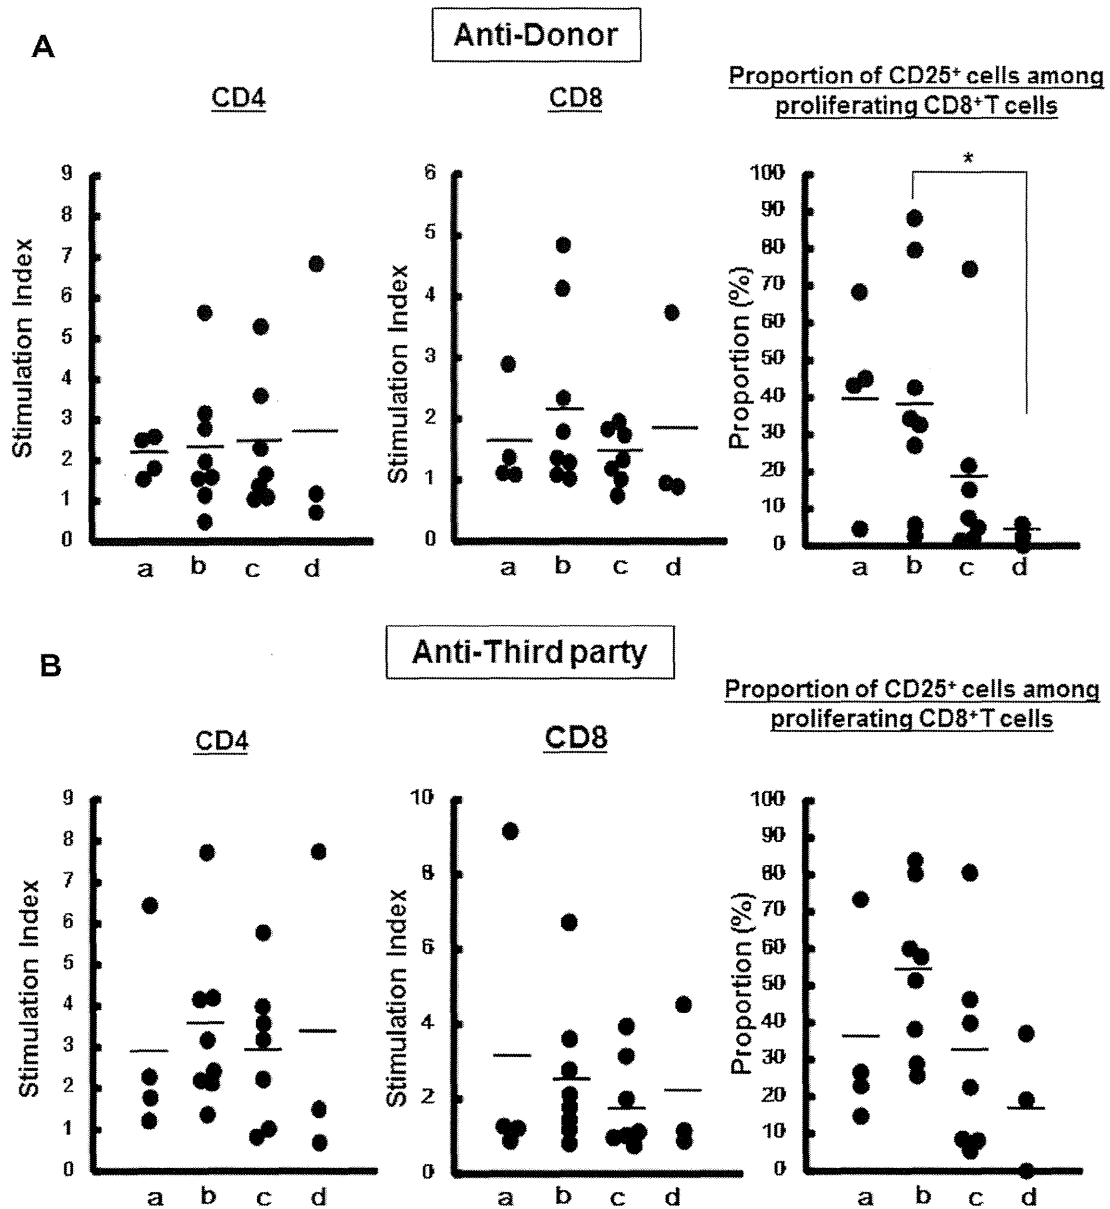 A
Anti-Donor
CD4
CD8
Proportion of CD25⁺ cells among
proliferating CD8⁺T cells
Stimulation Index
9
8
7
6
5
4
3
2
1
0
a b c d
Stimulation Index
6
5
4
3
2
1
0
a b c d
Proportion (%)
100
90
80
70
60
50
40
30
20
10
0
*
a b c d
B
Anti-Third party
CD4
CD8
Proportion of CD25⁺ cells among
proliferating CD8⁺T cells
Stimulation Index
9
8
7
6
5
4
3
2
1
0
a b c d
Stimulation Index
10
8
6
4
2
0
a b c d
Proportion (%)
100
90
80
70
60
50
40
30
20
10
0
a b c d